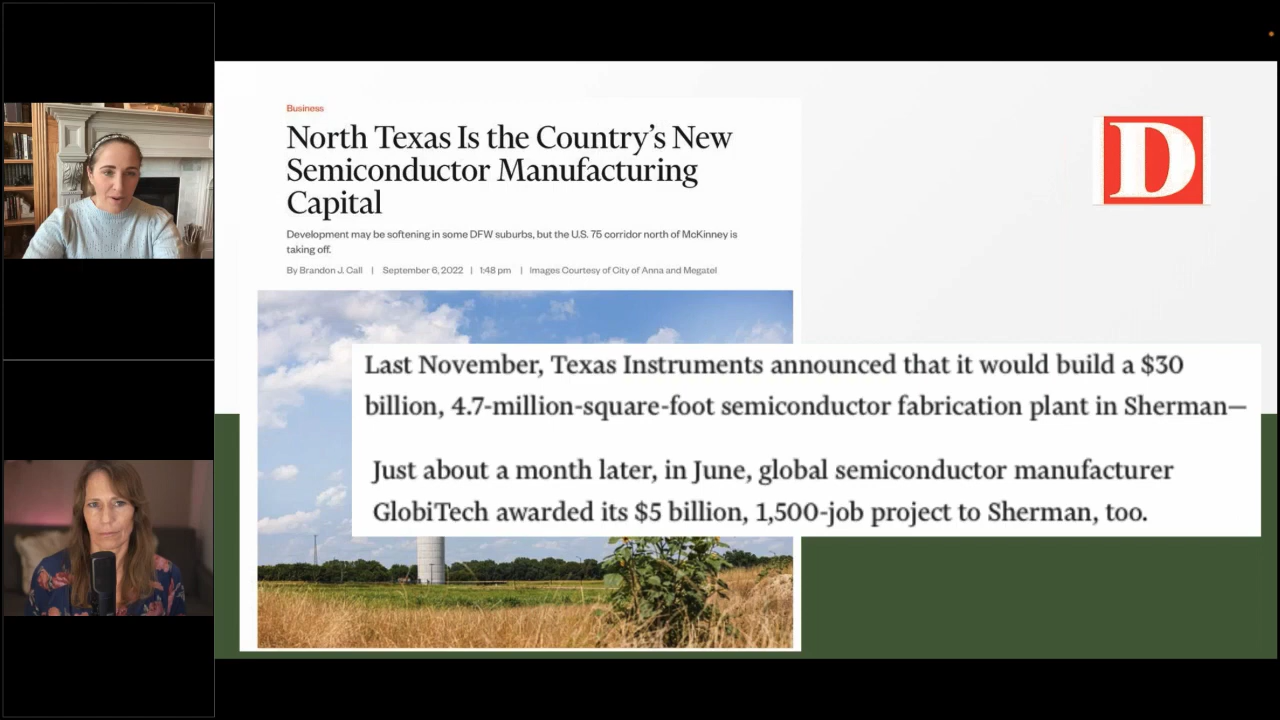 Business
North Texas Is the Country's New
Semiconductor Manufacturing
Capital
Development may be softening in some DFW suburbs, but the U.S. 75 corridor north of McKinney is
taking off.
By Brandon J. Call | September 6, 2022 | 1:48 pm | Images Courtesy of City of Anna and Megatel
D
Last November, Texas Instruments announced that it would build a $30
billion, 4.7-million-square-foot semiconductor fabrication plant in Sherman—
Just about a month later, in June, global semiconductor manufacturer
GlobiTech awarded its $5 billion, 1,500-job project to Sherman, too.